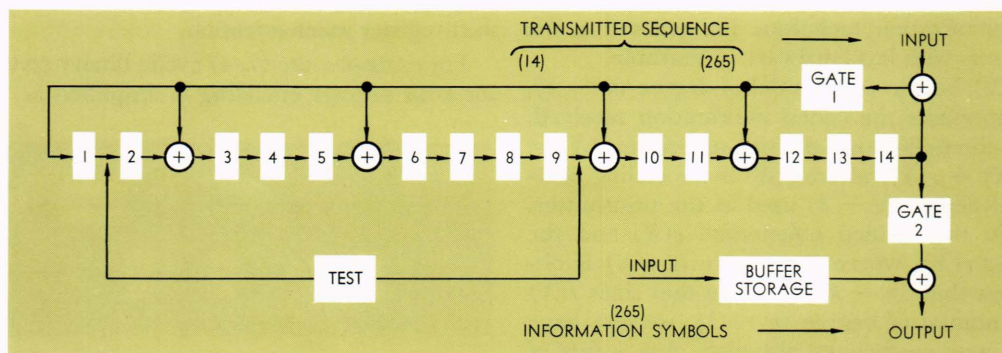 TRANSMITTED SEQUENCE
(14) (265)
INPUT
GATE 1
1 2 + 3 4 5 + 6 7 8 9 + 10 11 + 12 13 14
GATE 2
TEST
INPUT
BUFFER STORAGE
(265)
INFORMATION SYMBOLS
OUTPUT